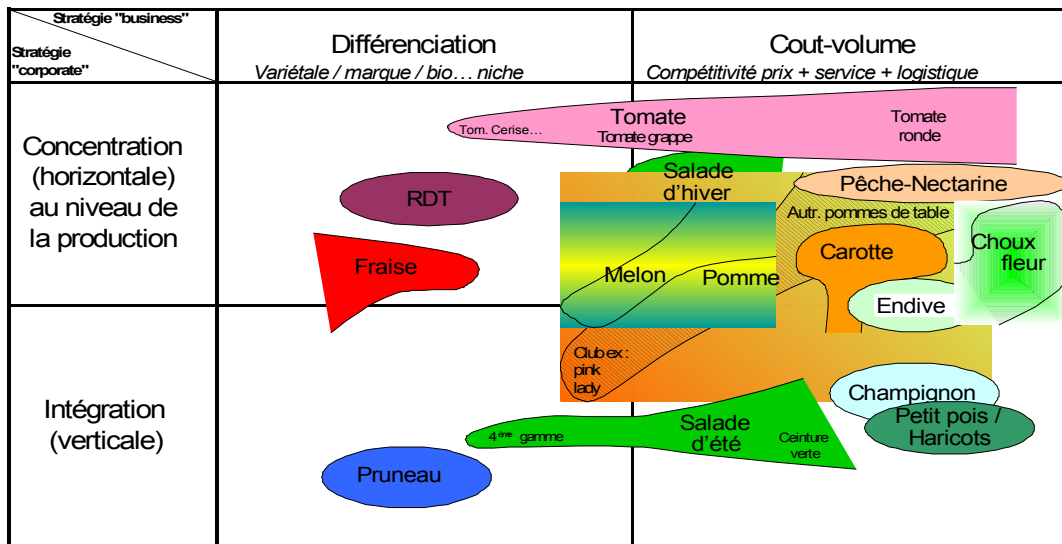 Stratégie "business"
Stratégie
"corporate"
Différenciation
Variétale / marque / bio… niche
Cout-volume
Compétitivité prix + service + logistique
Concentration
(horizontale)
au niveau de
la production
Tom. Cerise…
Tomate
Tomate grappe
Tomate
ronde
Salade
d'hiver
RDT
Pêche-Nectarine
Autr. pommes de table
Fraise
Melon
Pomme
Carotte
Choux
fleur
Endive
Intégration
(verticale)
Club ex :
pink
lady
Champignon
Petit pois /
Haricots
4ème gamme
Salade
d'été
Ceinture
verte
Pruneau